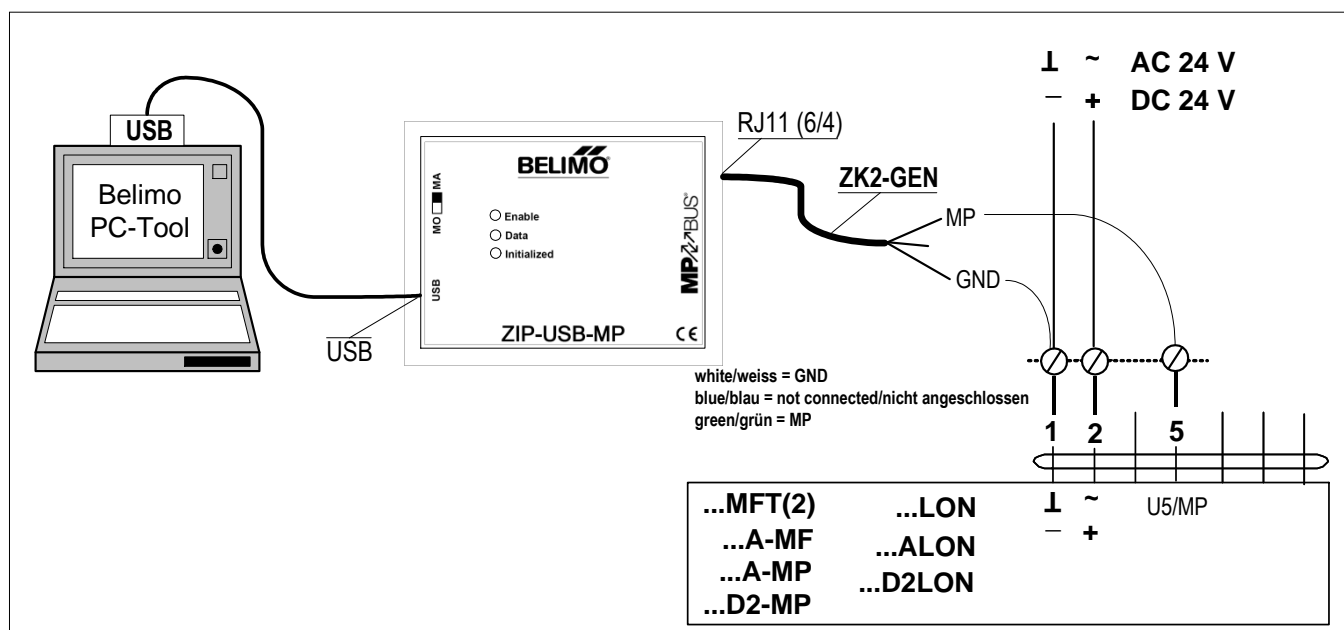 ⊥ ~ AC 24 V
– + DC 24 V
USB
RJ11 (6/4)
Belimo
PC-Tool
BELIMO
MO MA
Enable
Data
Initialized
USB
MP BUS®
ZIP-USB-MP
CE
USB
ZK2-GEN
MP
GND
white/weiss = GND
blue/blau = not connected/nicht angeschlossen
green/grün = MP
1 2 5
...MFT(2) ...LON ⊥ ~ U5/MP
...A-MF ...ALON – +
...A-MP ...D2LON
...D2-MP